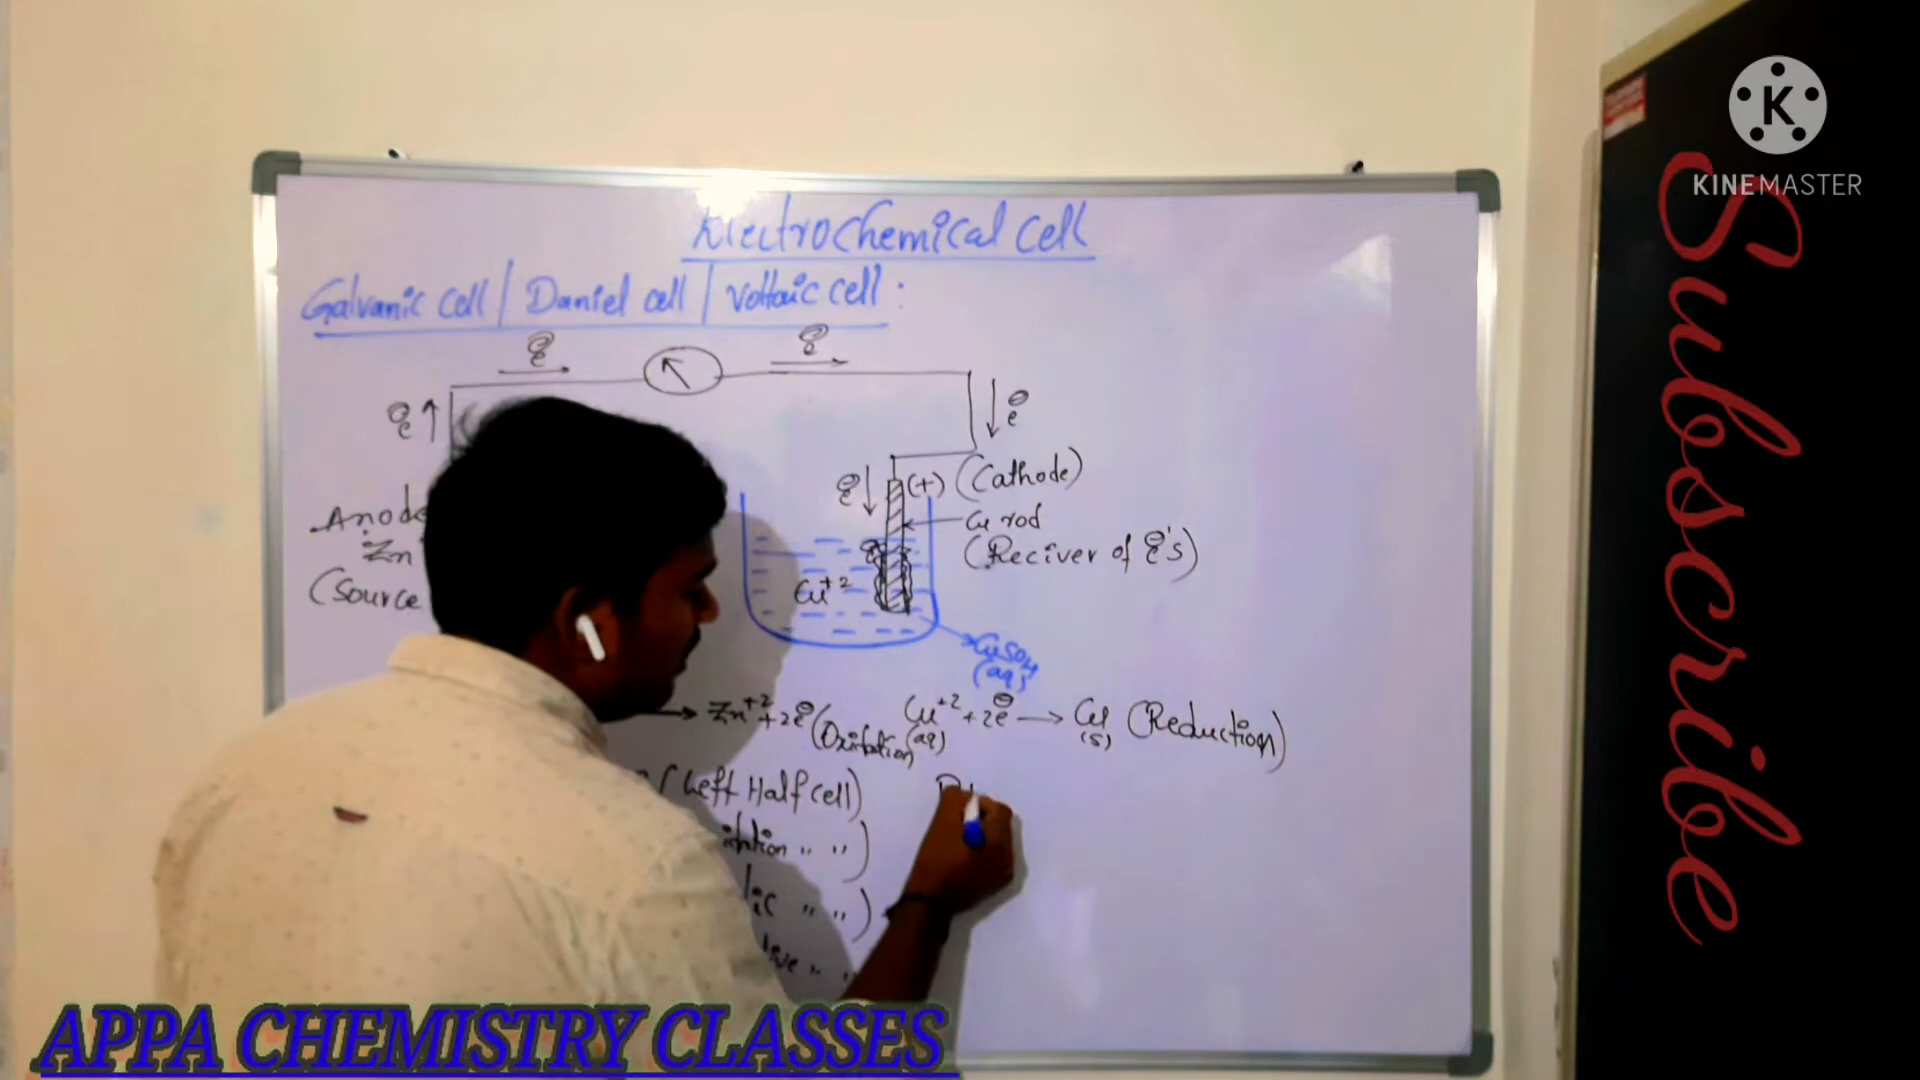 KINEMASTER
Subscribe
Electrochemical Cell
Galvanic cell / Daniel cell / Voltaic cell :
e⊖ e⊖
e⊖ e⊖
e⊖ (+) (Cathode)
Anode
Cu rod
Zn
(Reciver of e⊖'s)
(Source
Cu+2
CuSO4
(aq)
Zn+2 + 2e⊖ (Oxidation
Cu+2 (aq) + 2e⊖ → Cu (s) (Reduction)
(Left Half cell)
" ")
" ")
APPA CHEMISTRY CLASSES